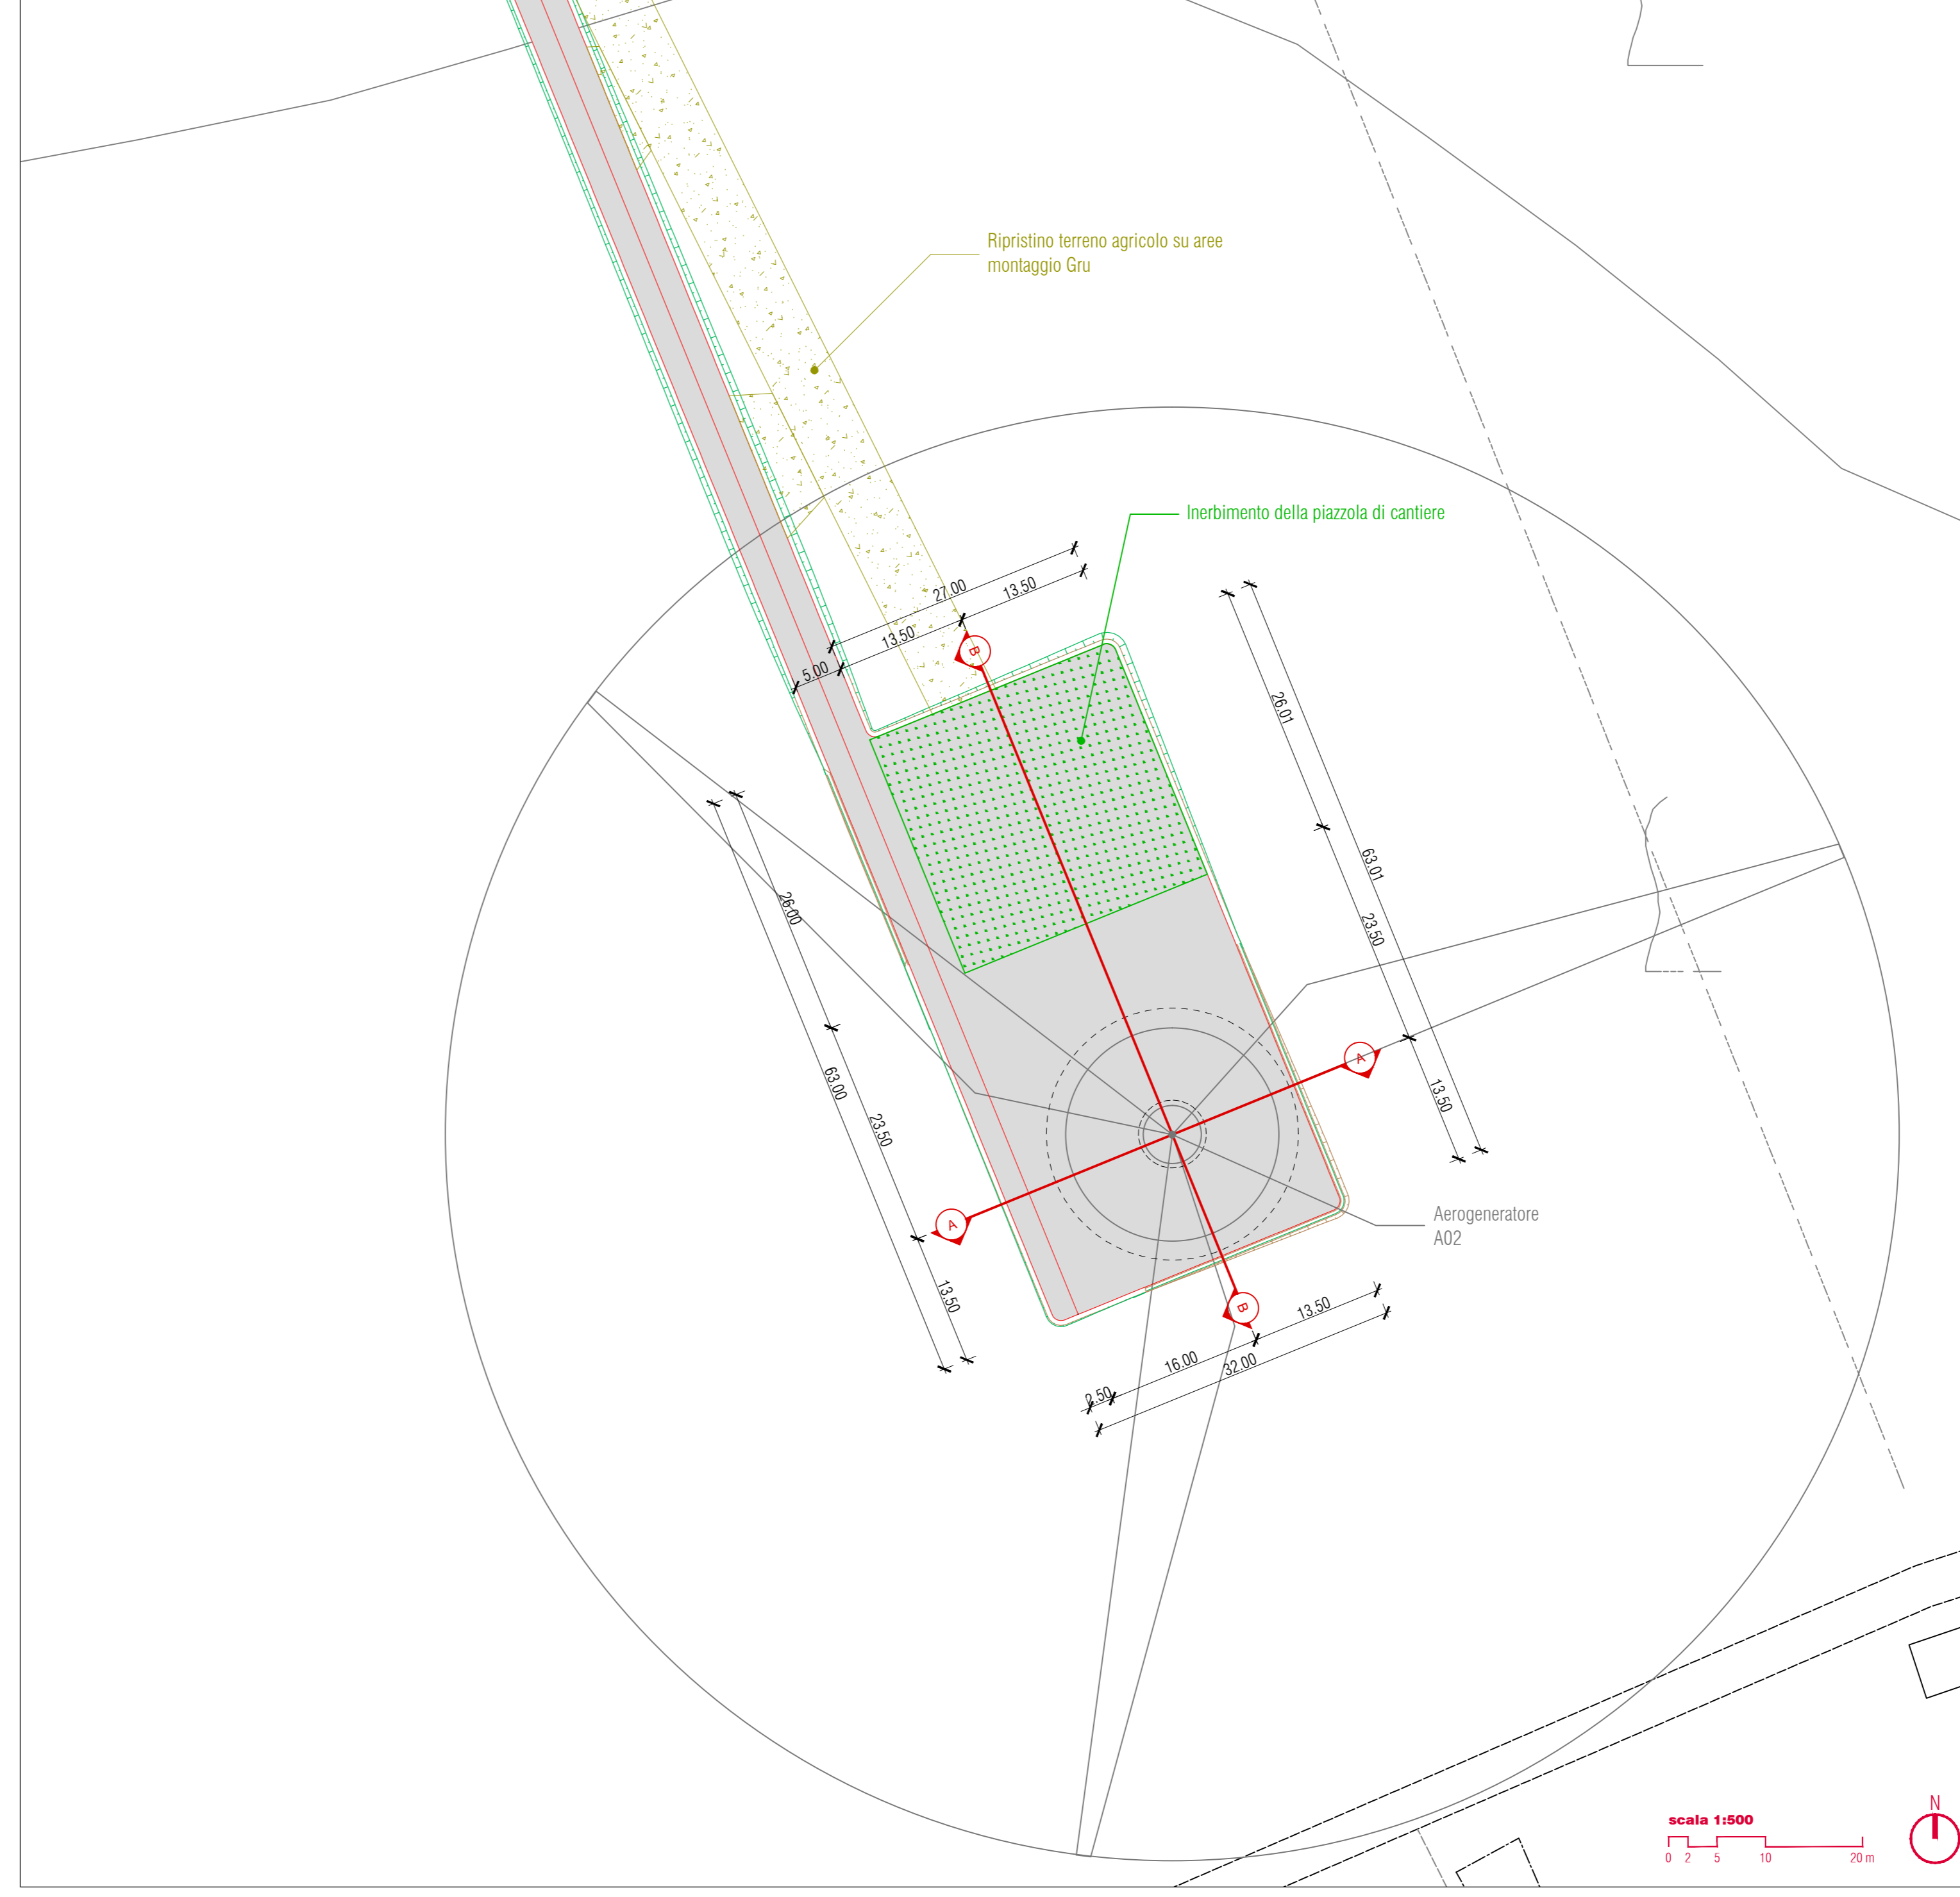 Ripristino terreno agricolo su aree
montaggio Gru
Inerbimento della piazzola di cantiere
27.00
13.50
13.50
5.00
B
26.01
63.01
23.50
13.50
26.00
63.00
23.50
13.50
A
A
Aerogeneratore
A02
B
13.50
16.00
32.00
2.50
scala 1:500
0 2 5 10 20 m
N